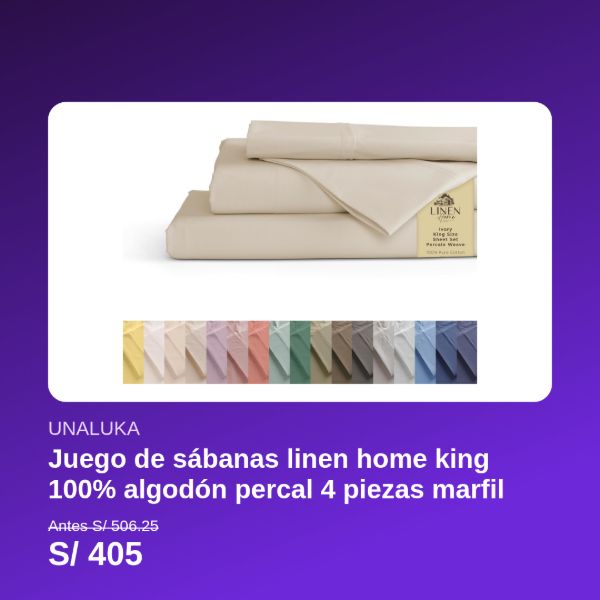 LINEN
Home
Ivory
King Size
Sheet Set
Percale Weave
100% Pure Cotton
UNALUKA
Juego de sábanas linen home king
100% algodón percal 4 piezas marfil
Antes S/ 506.25
S/ 405